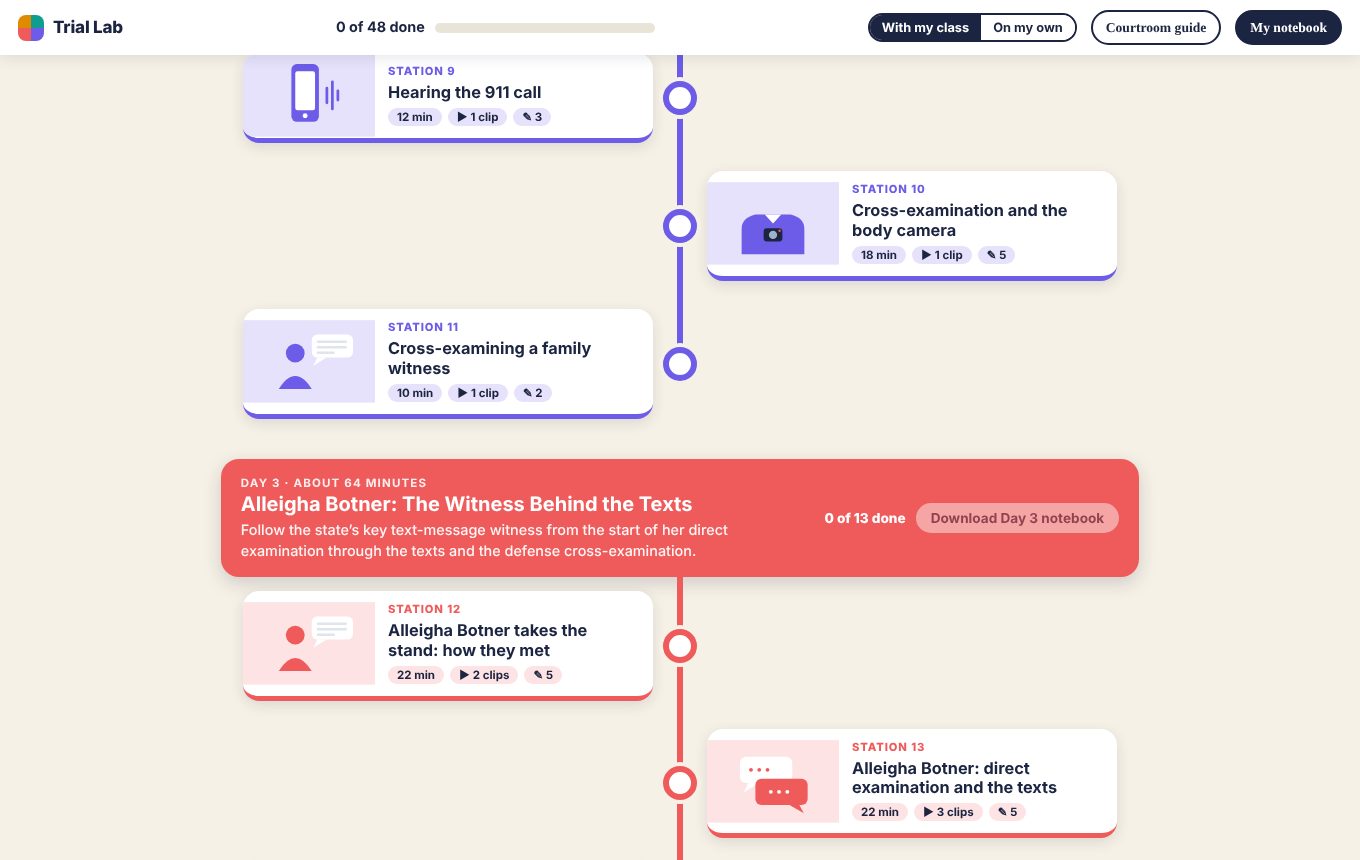 Trial Lab
0 of 48 done
With my class
On my own
Courtroom guide
My notebook
STATION 9
Hearing the 911 call
12 min
▶ 1 clip
✎ 3
STATION 10
Cross-examination and the
body camera
18 min
▶ 1 clip
✎ 5
STATION 11
Cross-examining a family
witness
10 min
▶ 1 clip
✎ 2
DAY 3 · ABOUT 64 MINUTES
Alleigha Botner: The Witness Behind the Texts
Follow the state’s key text-message witness from the start of her direct
examination through the texts and the defense cross-examination.
0 of 13 done
Download Day 3 notebook
STATION 12
Alleigha Botner takes the
stand: how they met
22 min
▶ 2 clips
✎ 5
STATION 13
Alleigha Botner: direct
examination and the texts
22 min
▶ 3 clips
✎ 5